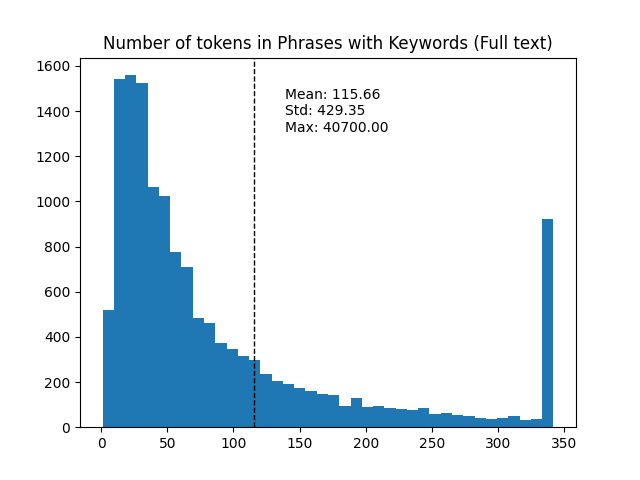 Number of tokens in Phrases with Keywords (Full text)
1600
Mean: 115.66
Std: 429.35
Max: 40700.00
1400
1200
1000
800
600
400
200
0
0 50 100 150 200 250 300 350